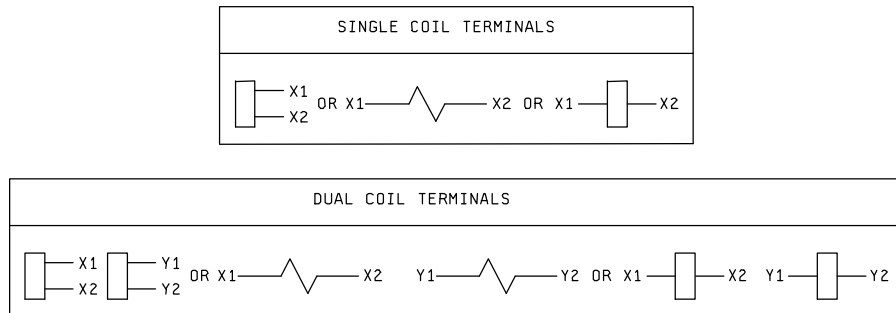 SINGLE COIL TERMINALS
X1
X2
OR X1 X2 OR X1 X2
DUAL COIL TERMINALS
X1 Y1
X2 Y2
OR X1 X2 Y1 Y2 OR X1 X2 Y1 Y2